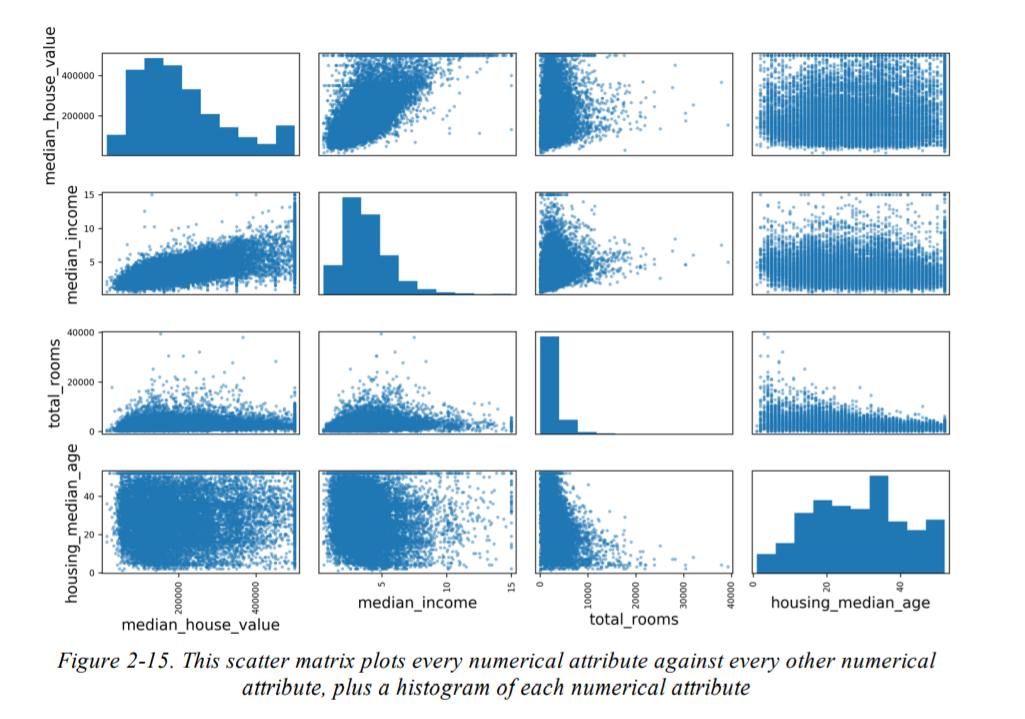 median_house_value
400000
200000
median_income
15
10
5
total_rooms
40000
20000
0
housing_median_age
40
20
0
200000
400000
median_house_value
5
10
15
median_income
0
10000
20000
30000
40000
total_rooms
0
20
40
housing_median_age
Figure 2-15. This scatter matrix plots every numerical attribute against every other numerical
attribute, plus a histogram of each numerical attribute